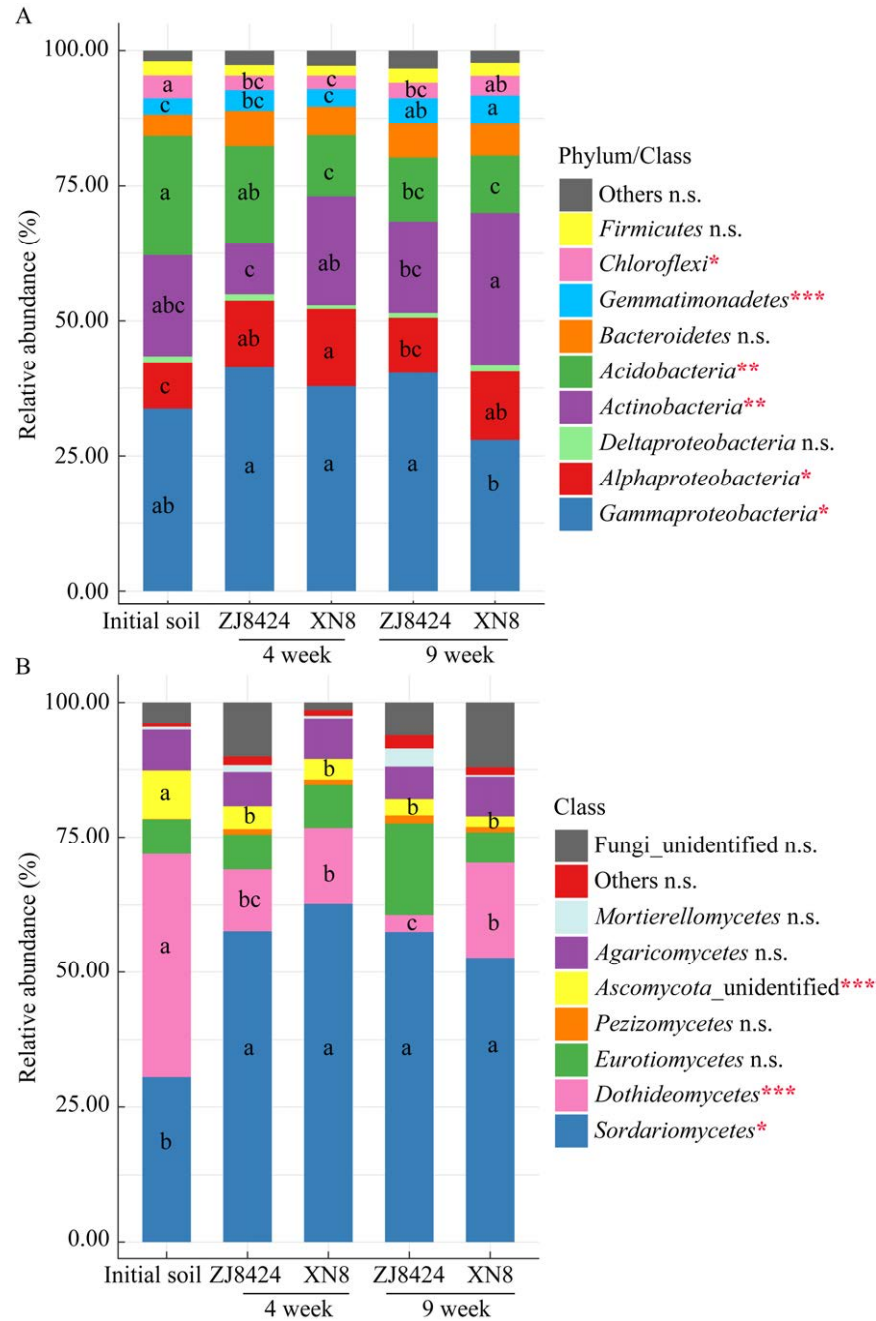 A
100.00
75.00
50.00
25.00
0.00
Relative abundance (%)
a
c
a
abc
c
ab
bc
bc
ab
c
ab
a
c
c
c
ab
a
a
bc
ab
bc
bc
bc
a
ab
a
c
a
ab
b
Initial soil ZJ8424 XN8 ZJ8424 XN8
4 week 9 week
Phylum/Class
Others n.s.
Firmicutes n.s.
Chloroflexi*
Gemmatimonadetes***
Bacteroidetes n.s.
Acidobacteria**
Actinobacteria**
Deltaproteobacteria n.s.
Alphaproteobacteria*
Gammaproteobacteria*
B
100.00
75.00
50.00
25.00
0.00
Relative abundance (%)
a
a
b
b
bc
a
b
b
a
b
c
a
b
b
a
Initial soil ZJ8424 XN8 ZJ8424 XN8
4 week 9 week
Class
Fungi_unidentified n.s.
Others n.s.
Mortierellomycetes n.s.
Agaricomycetes n.s.
Ascomycota_unidentified***
Pezizomycetes n.s.
Eurotiomycetes n.s.
Dothideomycetes***
Sordariomycetes*